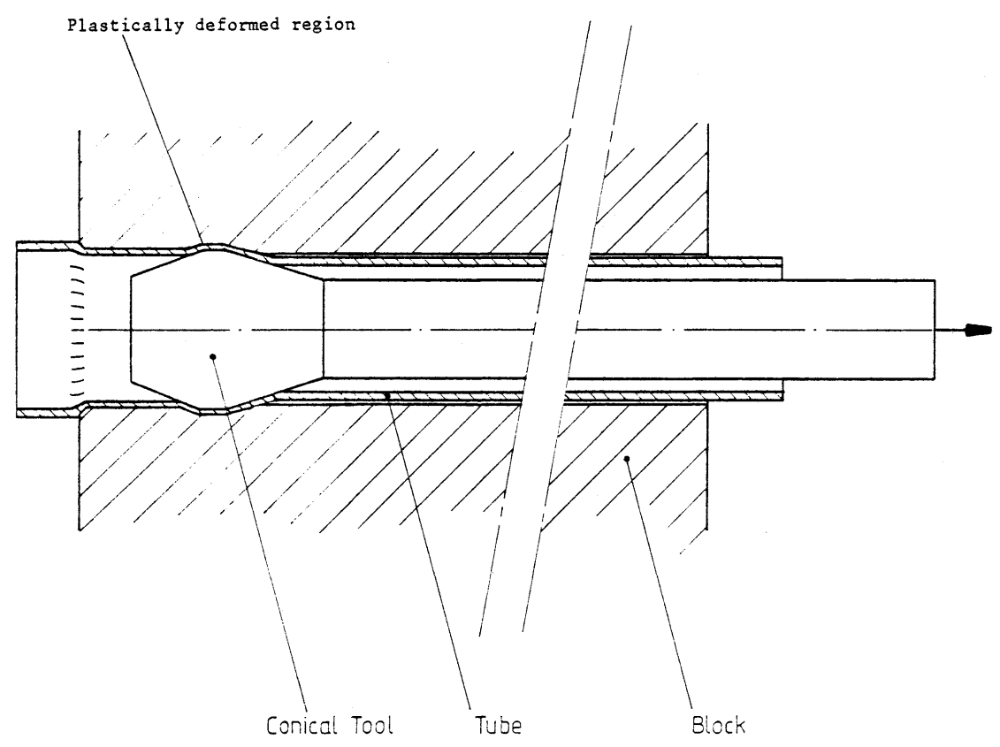 Plastically deformed region
Conical Tool
Tube
Block